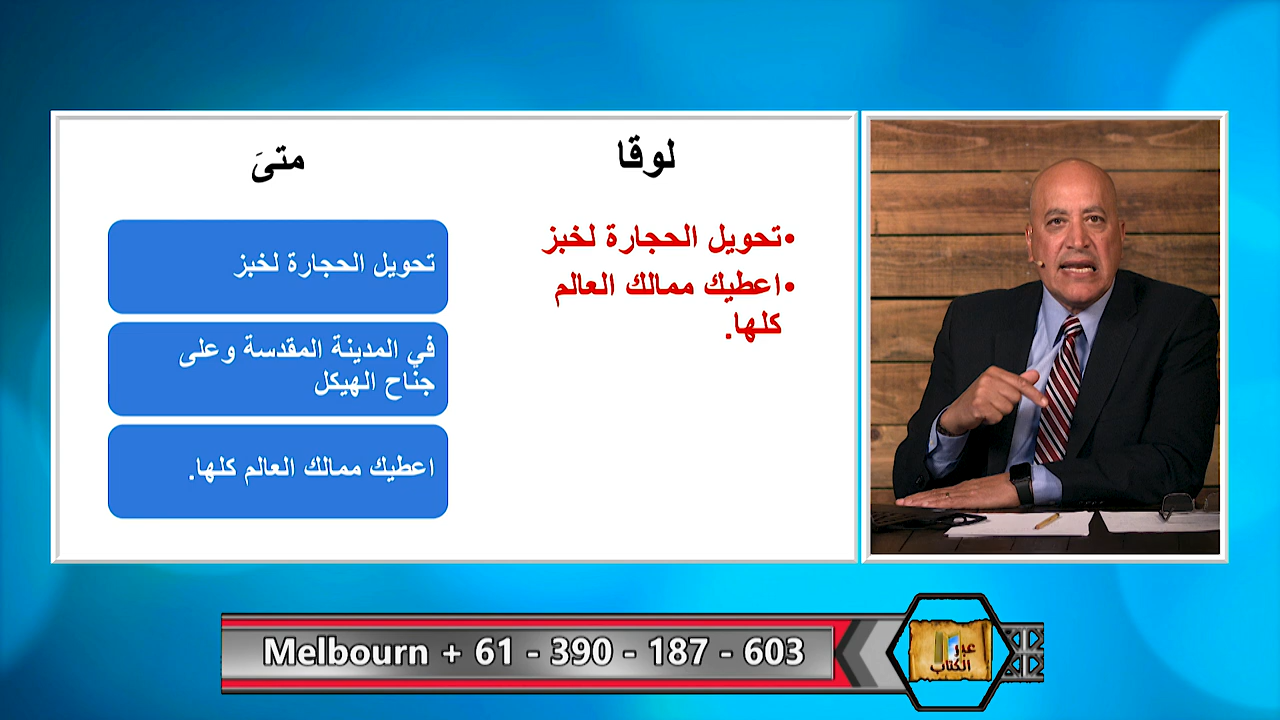 لوقا
•تحويل الحجارة لخبز
•اعطيك ممالك العالم
كلها.
متىَ
تحويل الحجارة لخبز
في المدينة المقدسة وعلى
جناح الهيكل
اعطيك ممالك العالم كلها.
Melbourn + 61 - 390 - 187 - 603
عبر
الكتاب